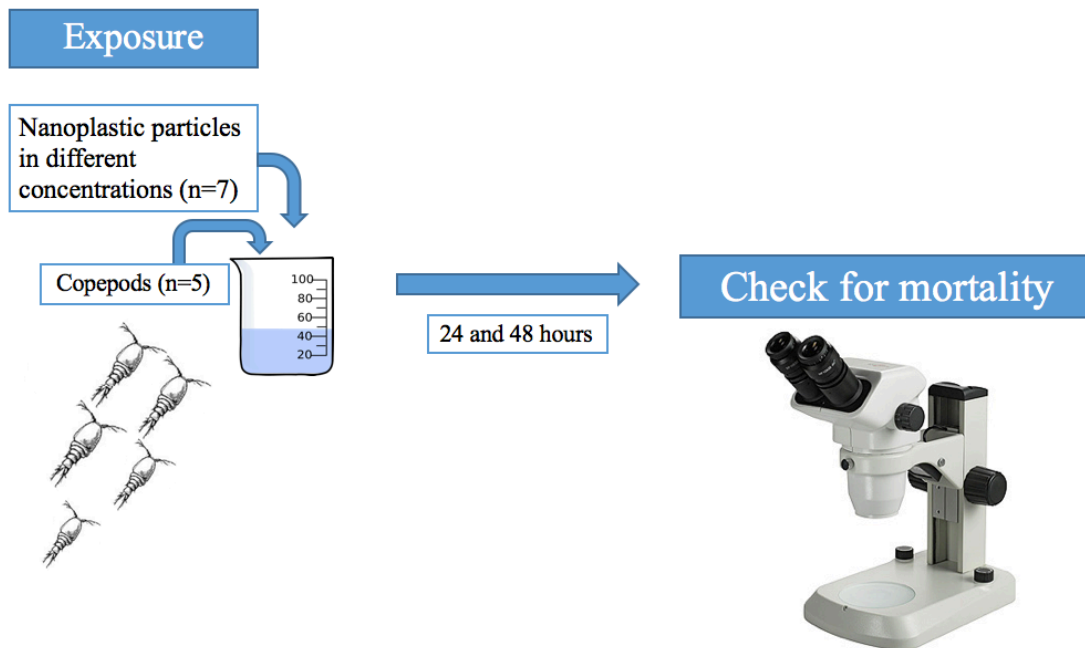 Exposure
Nanoplastic particles
in different
concentrations (n=7)
Copepods (n=5)
100
80
60
40
20
24 and 48 hours
Check for mortality